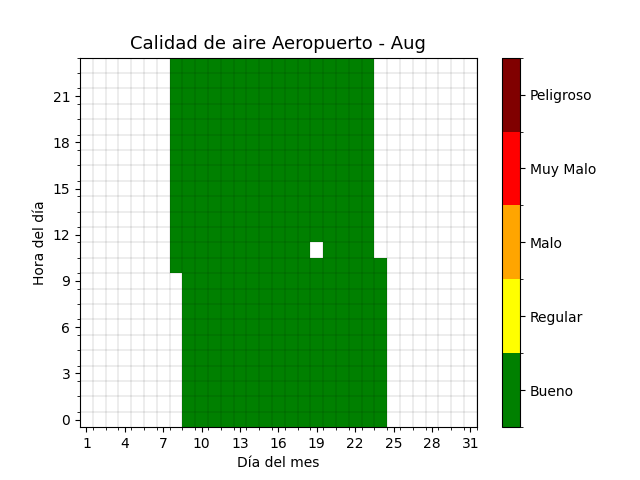 Calidad de aire Aeropuerto - Aug
21
18
15
12
9
6
3
0
Hora del día
1 4 7 10 13 16 19 22 25 28 31
Día del mes
Peligroso
Muy Malo
Malo
Regular
Bueno